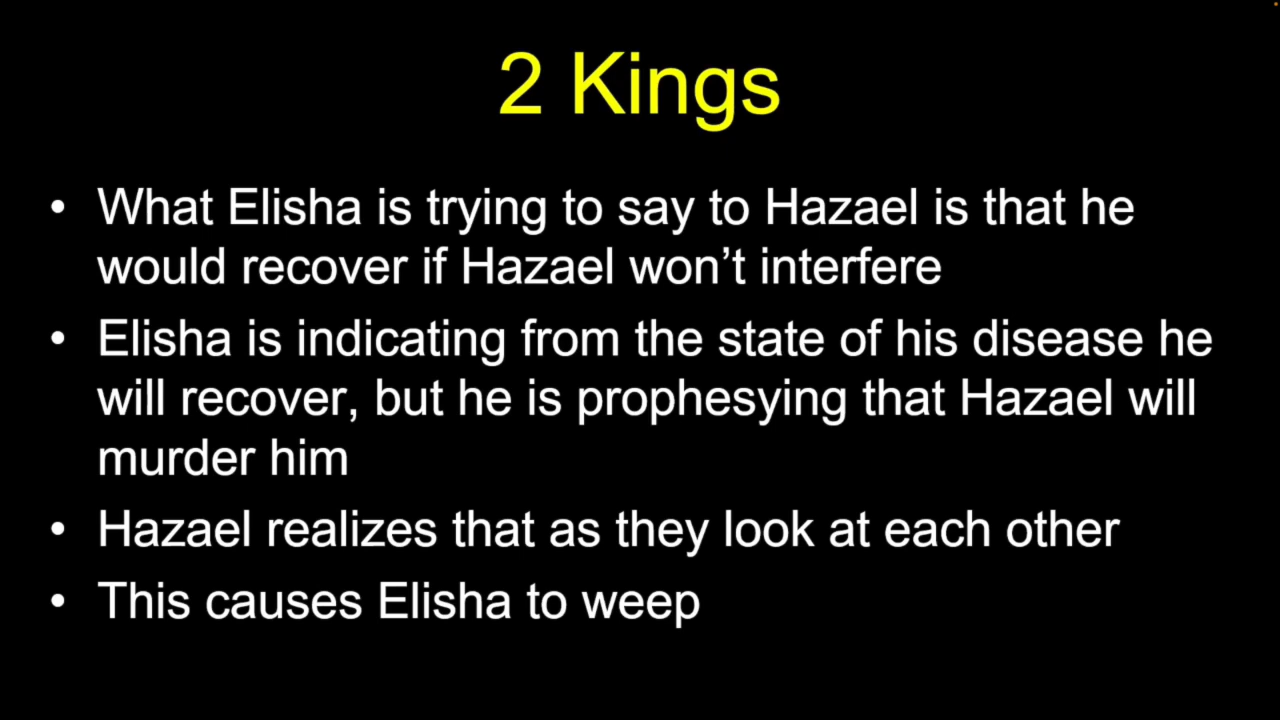 2 Kings
• What Elisha is trying to say to Hazael is that he
would recover if Hazael won’t interfere
• Elisha is indicating from the state of his disease he
will recover, but he is prophesying that Hazael will
murder him
• Hazael realizes that as they look at each other
• This causes Elisha to weep